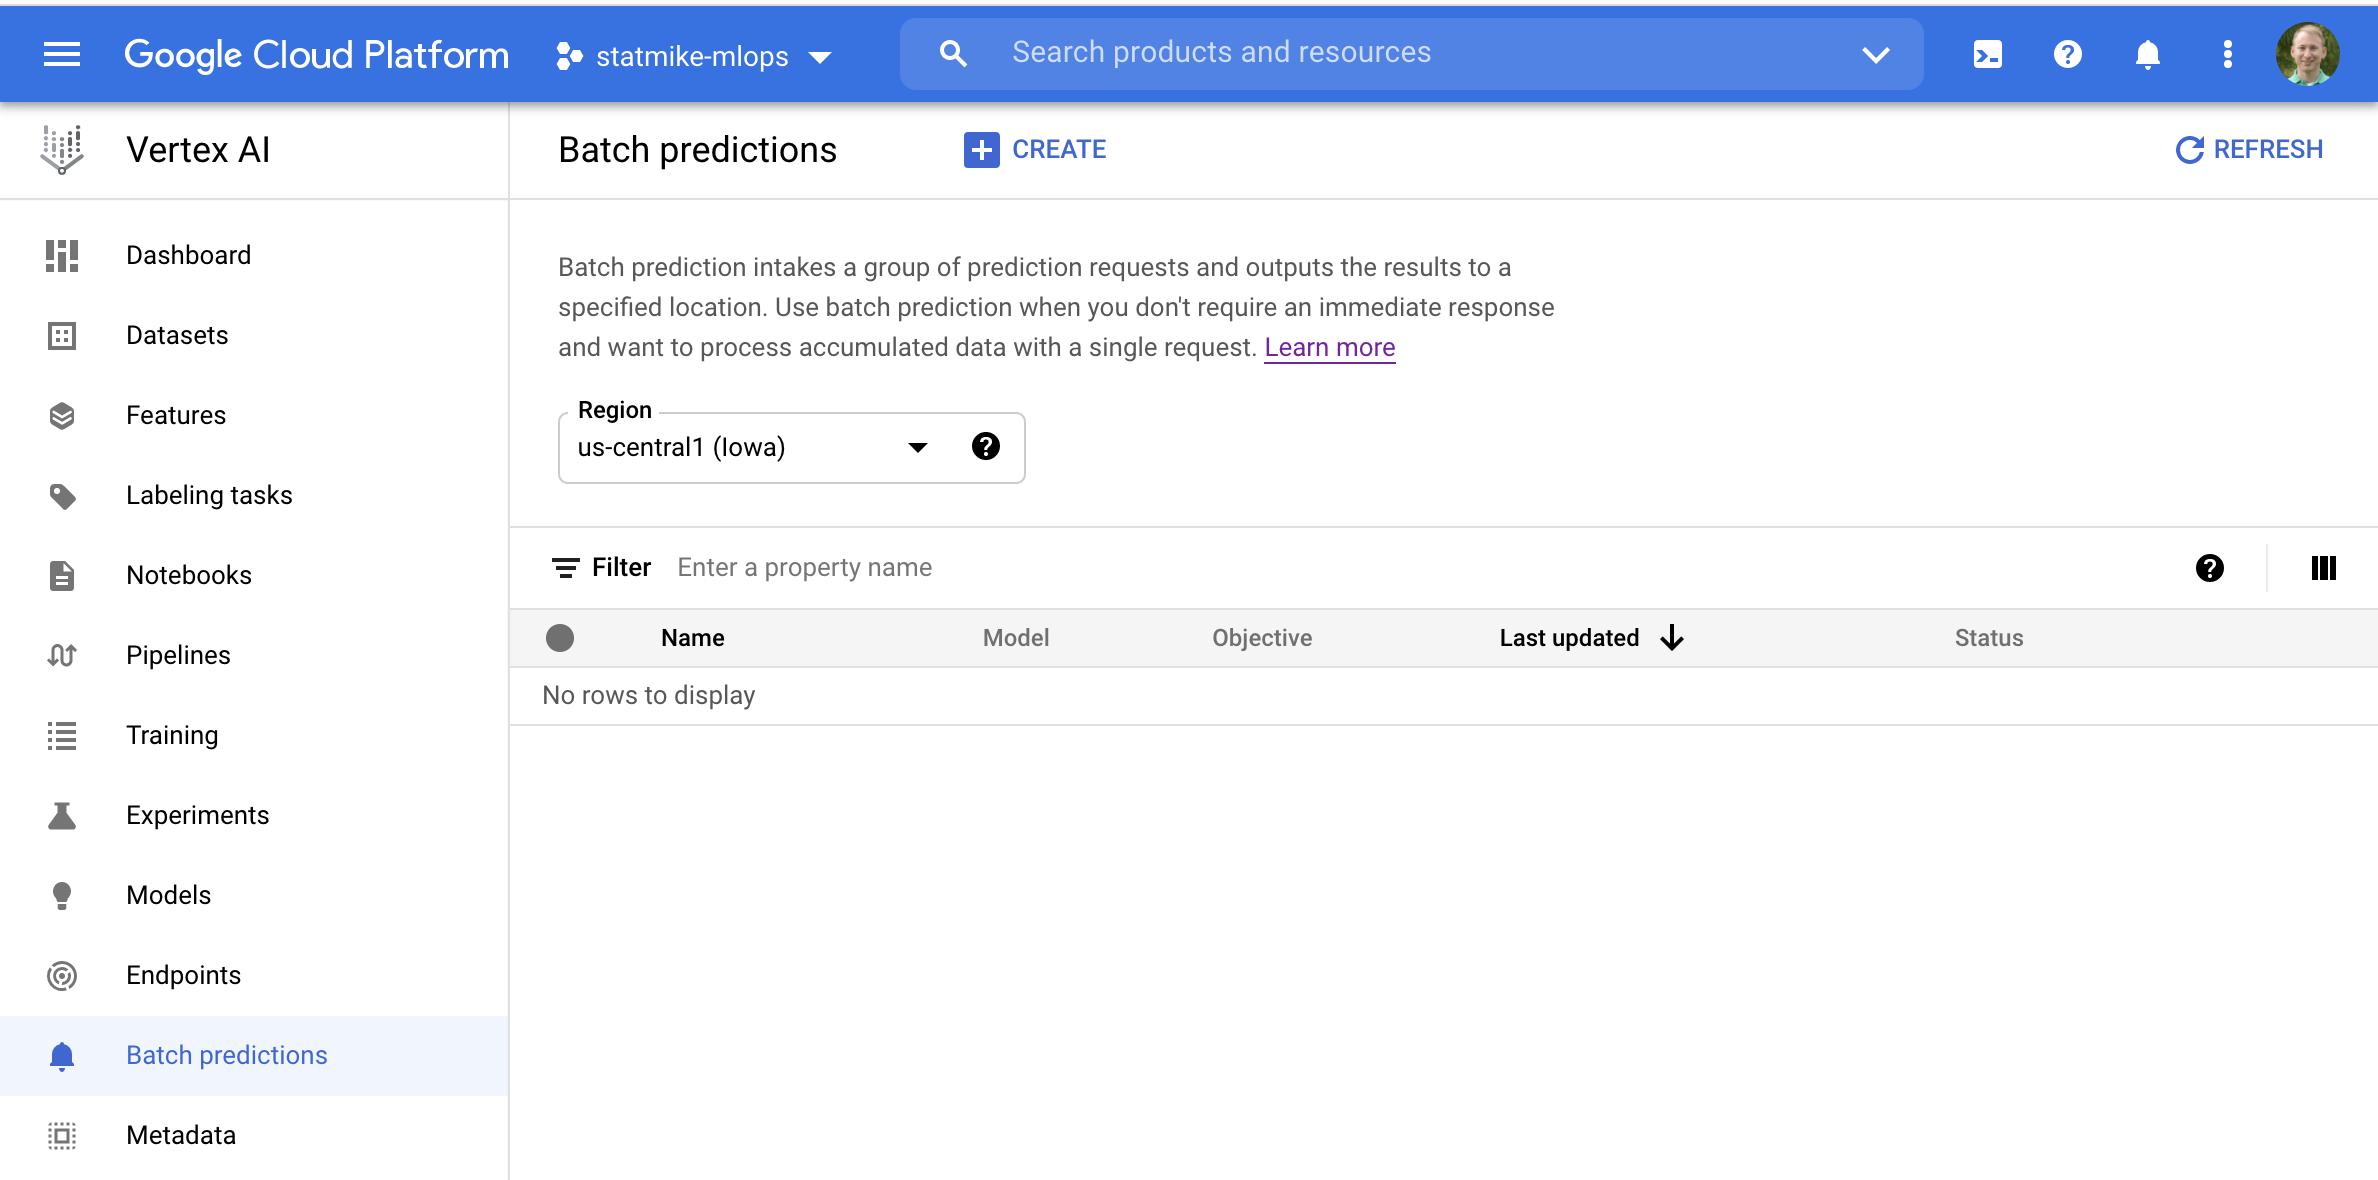 Google Cloud Platform
statmike-mlops
Search products and resources
Vertex AI
Batch predictions
CREATE
REFRESH
Dashboard
Datasets
Features
Labeling tasks
Notebooks
Pipelines
Training
Experiments
Models
Endpoints
Batch predictions
Metadata
Batch prediction intakes a group of prediction requests and outputs the results to a
specified location. Use batch prediction when you don't require an immediate response
and want to process accumulated data with a single request. Learn more
Region
us-central1 (Iowa)
Filter Enter a property name
Name Model Objective Last updated Status
No rows to display